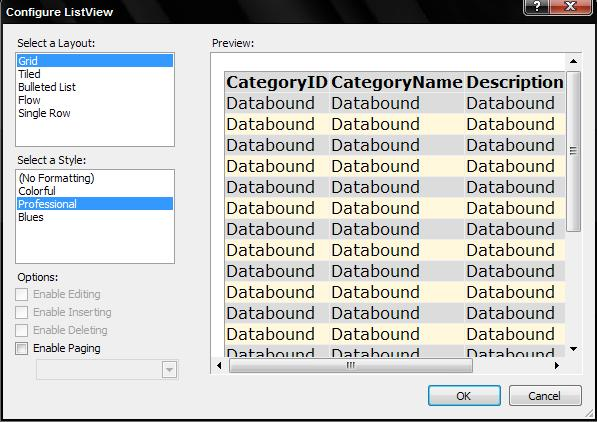 Configure ListView
Select a Layout:
Grid
Tiled
Bulleted List
Flow
Single Row
Select a Style:
(No Formatting)
Colorful
Professional
Blues
Options:
Enable Editing
Enable Inserting
Enable Deleting
Enable Paging
Preview:
CategoryID CategoryName Description
Databound Databound Databound
Databound Databound Databound
Databound Databound Databound
Databound Databound Databound
Databound Databound Databound
Databound Databound Databound
Databound Databound Databound
Databound Databound Databound
Databound Databound Databound
Databound Databound Databound
Databound Databound Databound
Databound Databound Databound
Databound Databound Databound
OK Cancel